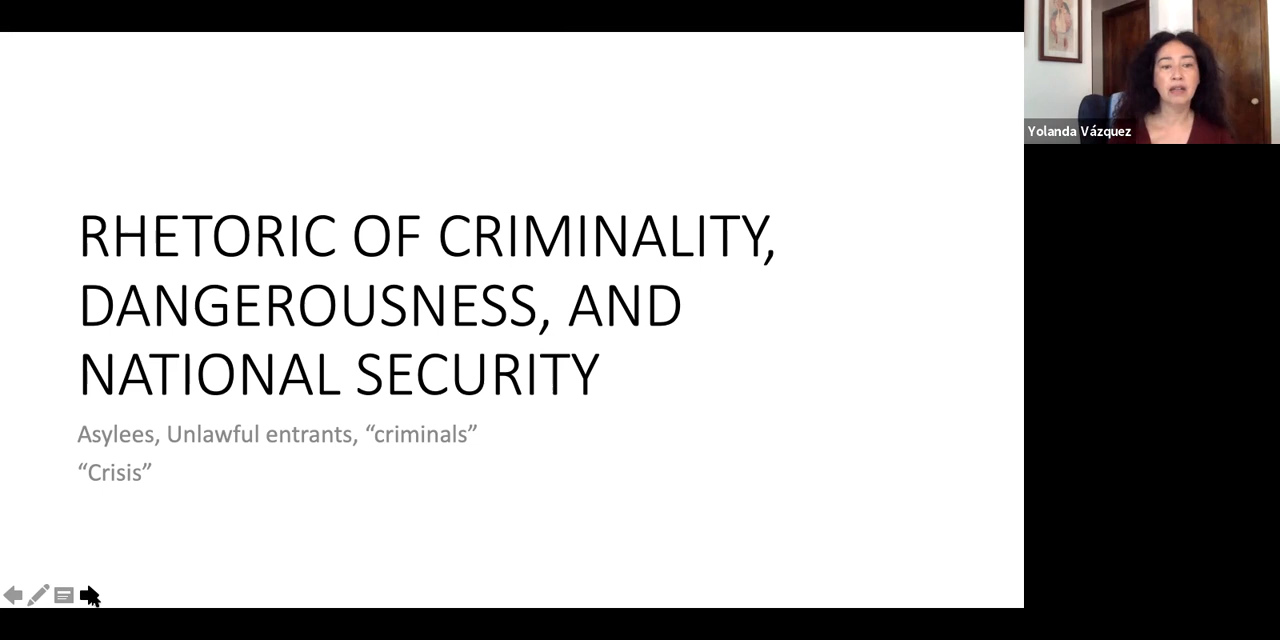 RHETORIC OF CRIMINALITY,
DANGEROUSNESS, AND
NATIONAL SECURITY
Asylees, Unlawful entrants, “criminals”
“Crisis”
Yolanda Vázquez